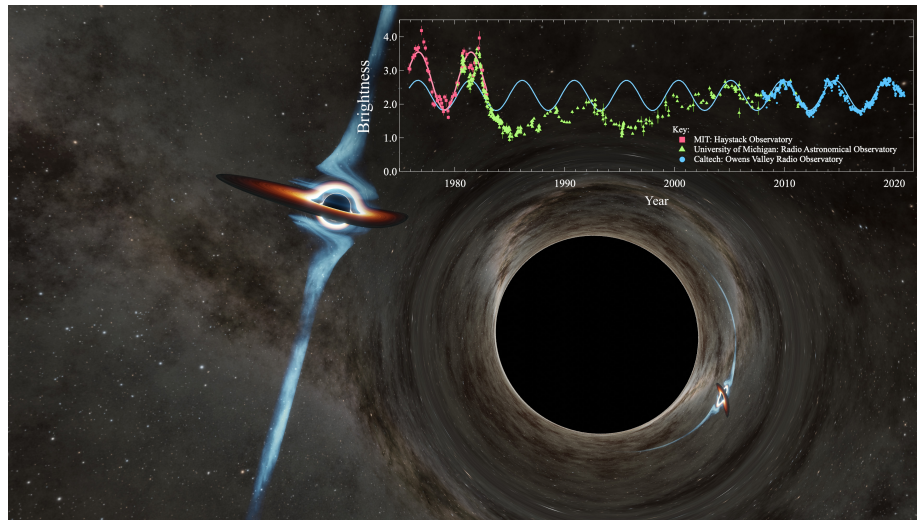 4.0
3.0
2.0
1.0
0.0
Brightness
Key:
MIT: Haystack Observatory
University of Michigan: Radio Astronomical Observatory
Caltech: Owens Valley Radio Observatory
1980 1990 2000 2010 2020
Year